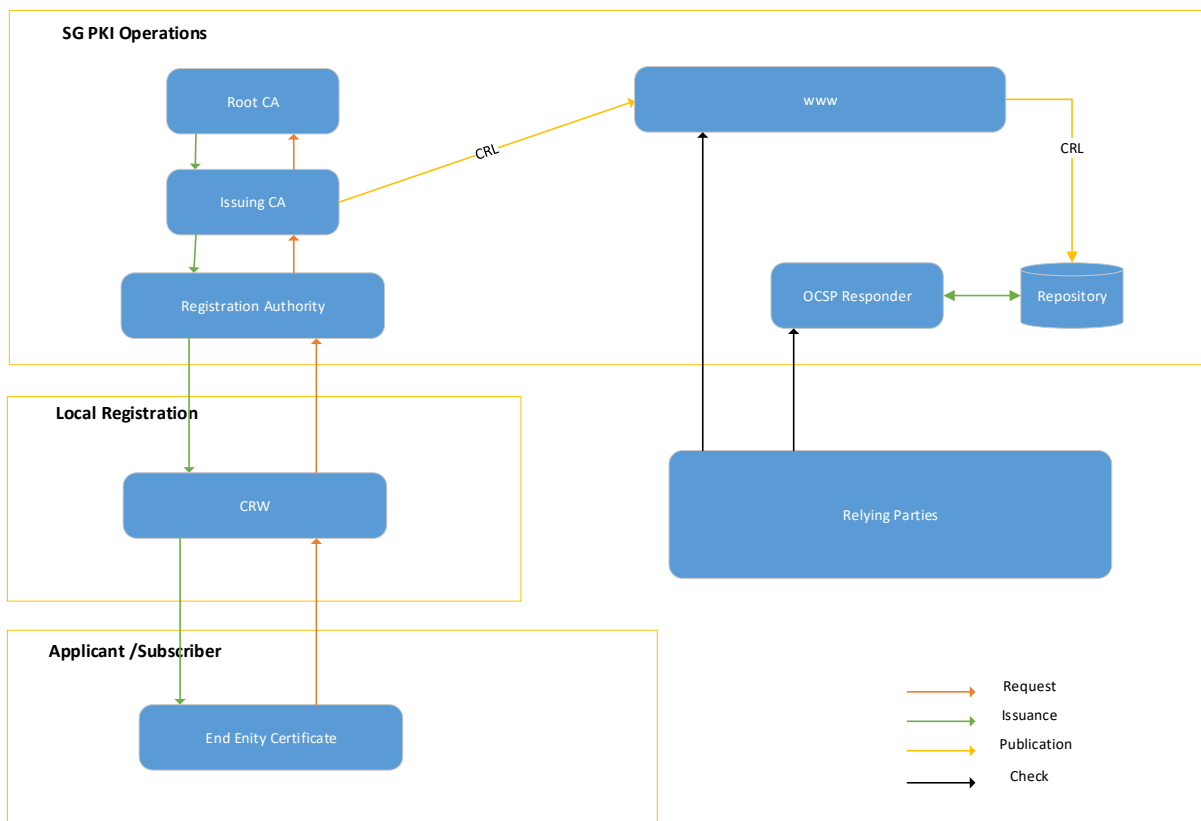 SG PKI Operations
Root CA
www
CRL
CRL
Issuing CA
Registration Authority
OCSP Responder
Repository
Local Registration
CRW
Relying Parties
Applicant /Subscriber
End Enity Certificate
Request
Issuance
Publication
Check